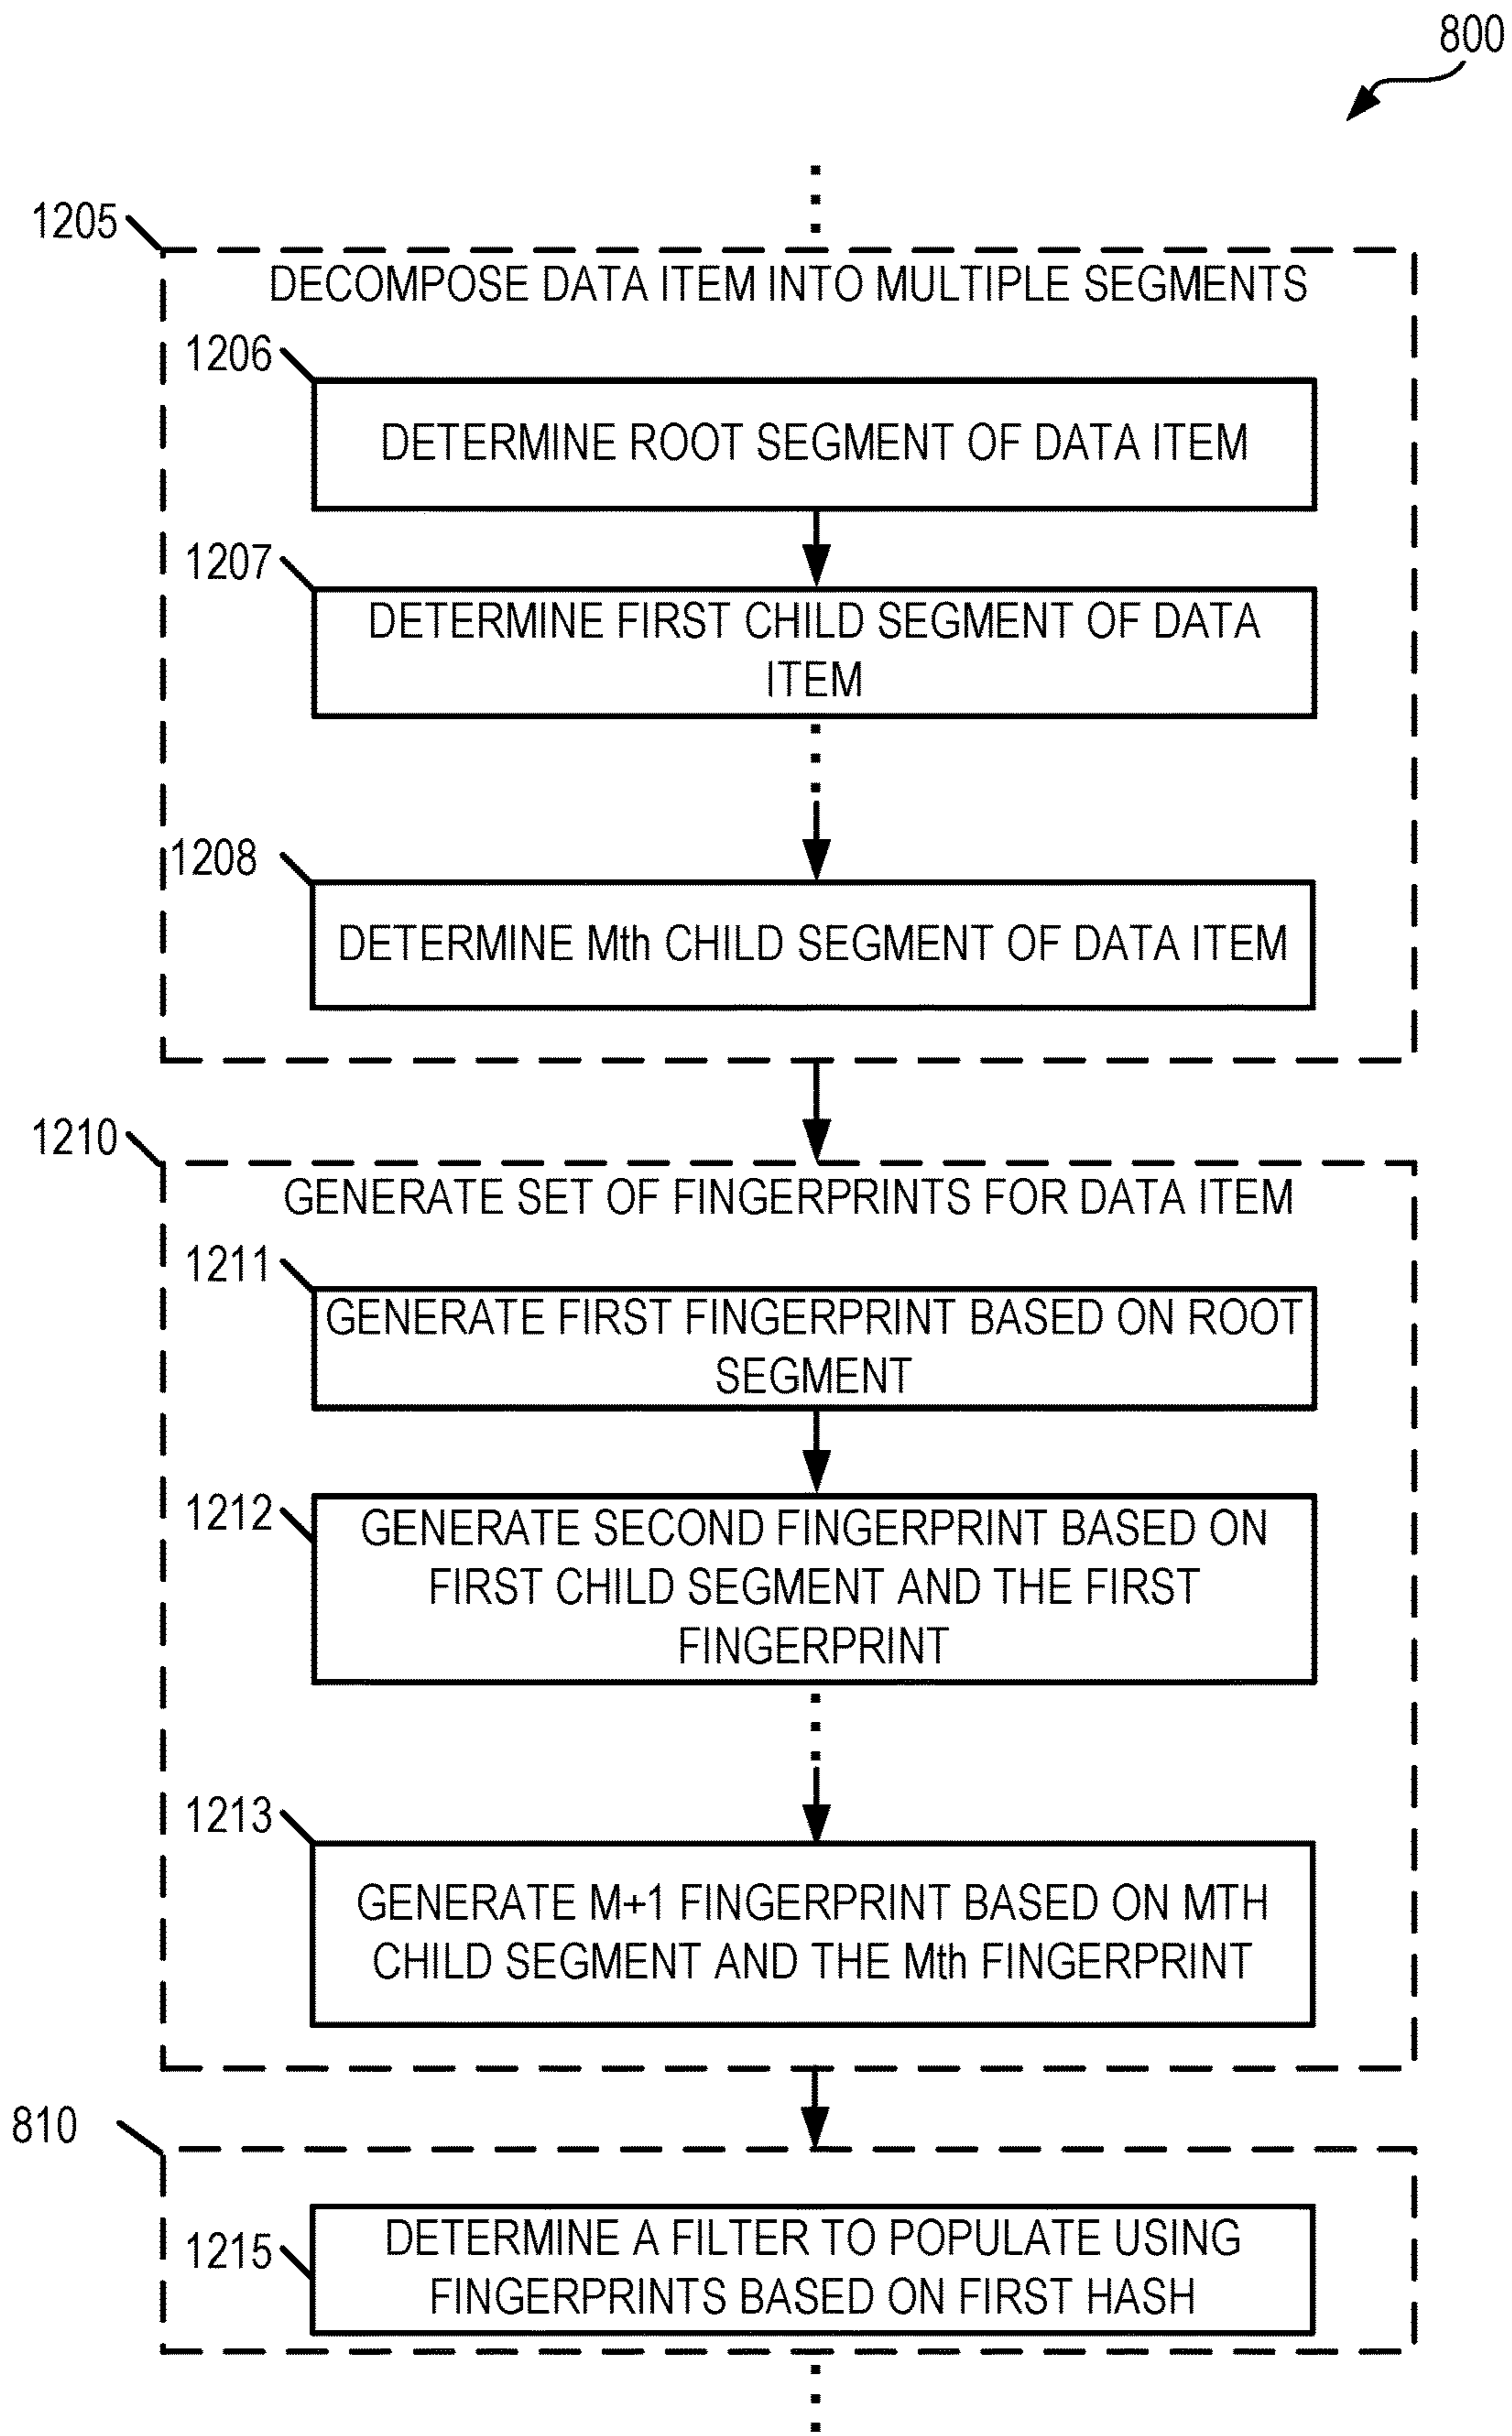 800
1205
DECOMPOSE DATA ITEM INTO MULTIPLE SEGMENTS
1206
DETERMINE ROOT SEGMENT OF DATA ITEM
1207
DETERMINE FIRST CHILD SEGMENT OF DATA
ITEM
1208
DETERMINE Mth CHILD SEGMENT OF DATA ITEM
1210
GENERATE SET OF FINGERPRINTS FOR DATA ITEM
1211
GENERATE FIRST FINGERPRINT BASED ON ROOT
SEGMENT
1212
GENERATE SECOND FINGERPRINT BASED ON
FIRST CHILD SEGMENT AND THE FIRST
FINGERPRINT
1213
GENERATE M+1 FINGERPRINT BASED ON MTH
CHILD SEGMENT AND THE Mth FINGERPRINT
810
1215
DETERMINE A FILTER TO POPULATE USING
FINGERPRINTS BASED ON FIRST HASH